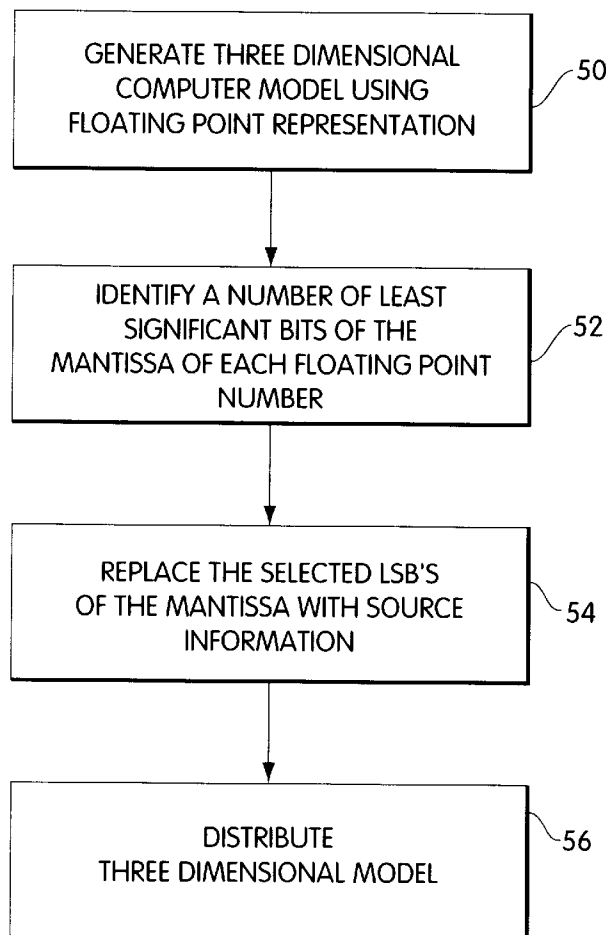 GENERATE THREE DIMENSIONAL
COMPUTER MODEL USING
FLOATING POINT REPRESENTATION
50
IDENTIFY A NUMBER OF LEAST
SIGNIFICANT BITS OF THE
MANTISSA OF EACH FLOATING POINT
NUMBER
52
REPLACE THE SELECTED LSB'S
OF THE MANTISSA WITH SOURCE
INFORMATION
54
DISTRIBUTE
THREE DIMENSIONAL MODEL
56